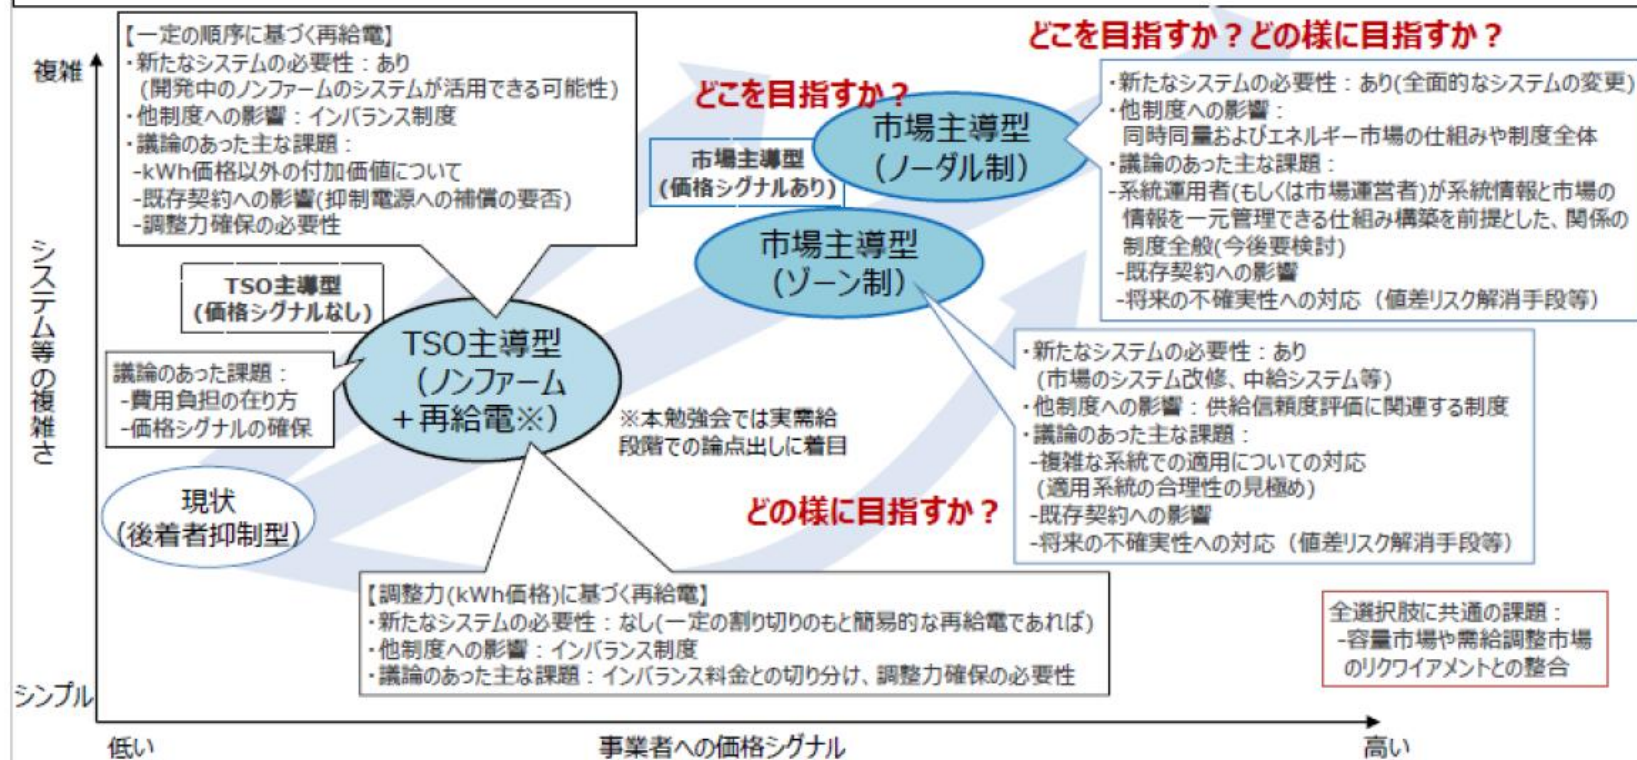 どこを目指すか？どの様に目指すか？
複雑
【一定の順序に基づく再給電】
・新たなシステムの必要性：あり
(開発中のノンファームのシステムが活用できる可能性)
・他制度への影響：インバランス制度
・議論のあった主な課題：
-kWh価格以外の付加価値について
-既存契約への影響(抑制電源への補償の要否)
-調整力確保の必要性
どこを目指すか？
市場主導型
(価格シグナルあり)
市場主導型
（ノーダル制）
・新たなシステムの必要性：あり(全面的なシステムの変更)
・他制度への影響：
同時同量およびエネルギー市場の仕組みや制度全体
・議論のあった主な課題：
-系統運用者(もしくは市場運営者)が系統情報と市場の
情報を一元管理できる仕組み構築を前提とした、関係の
制度全般(今後要検討)
-既存契約への影響
-将来の不確実性への対応（値差リスク解消手段等）
市場主導型
（ゾーン制）
システム等の複雑さ
TSO主導型
(価格シグナルなし)
TSO主導型
（ノンファーム
＋再給電※）
議論のあった課題：
-費用負担の在り方
-価格シグナルの確保
※本勉強会では実需給
段階での論点出しに着目
・新たなシステムの必要性：あり
(市場のシステム改修、中給システム等)
・他制度への影響：供給信頼度評価に関連する制度
・議論のあった主な課題：
-複雑な系統での適用についての対応
(適用系統の合理性の見極め)
-既存契約への影響
-将来の不確実性への対応（値差リスク解消手段等）
現状
（後着者抑制型）
どの様に目指すか？
【調整力(kWh価格)に基づく再給電】
・新たなシステムの必要性：なし(一定の割り切りのもと簡易的な再給電であれば)
・他制度への影響：インバランス制度
・議論のあった主な課題：インバランス料金との切り分け、調整力確保の必要性
全選択肢に共通の課題：
-容量市場や需給調整市場
のリクワイアメントとの整合
シンプル
低い
事業者への価格シグナル
高い